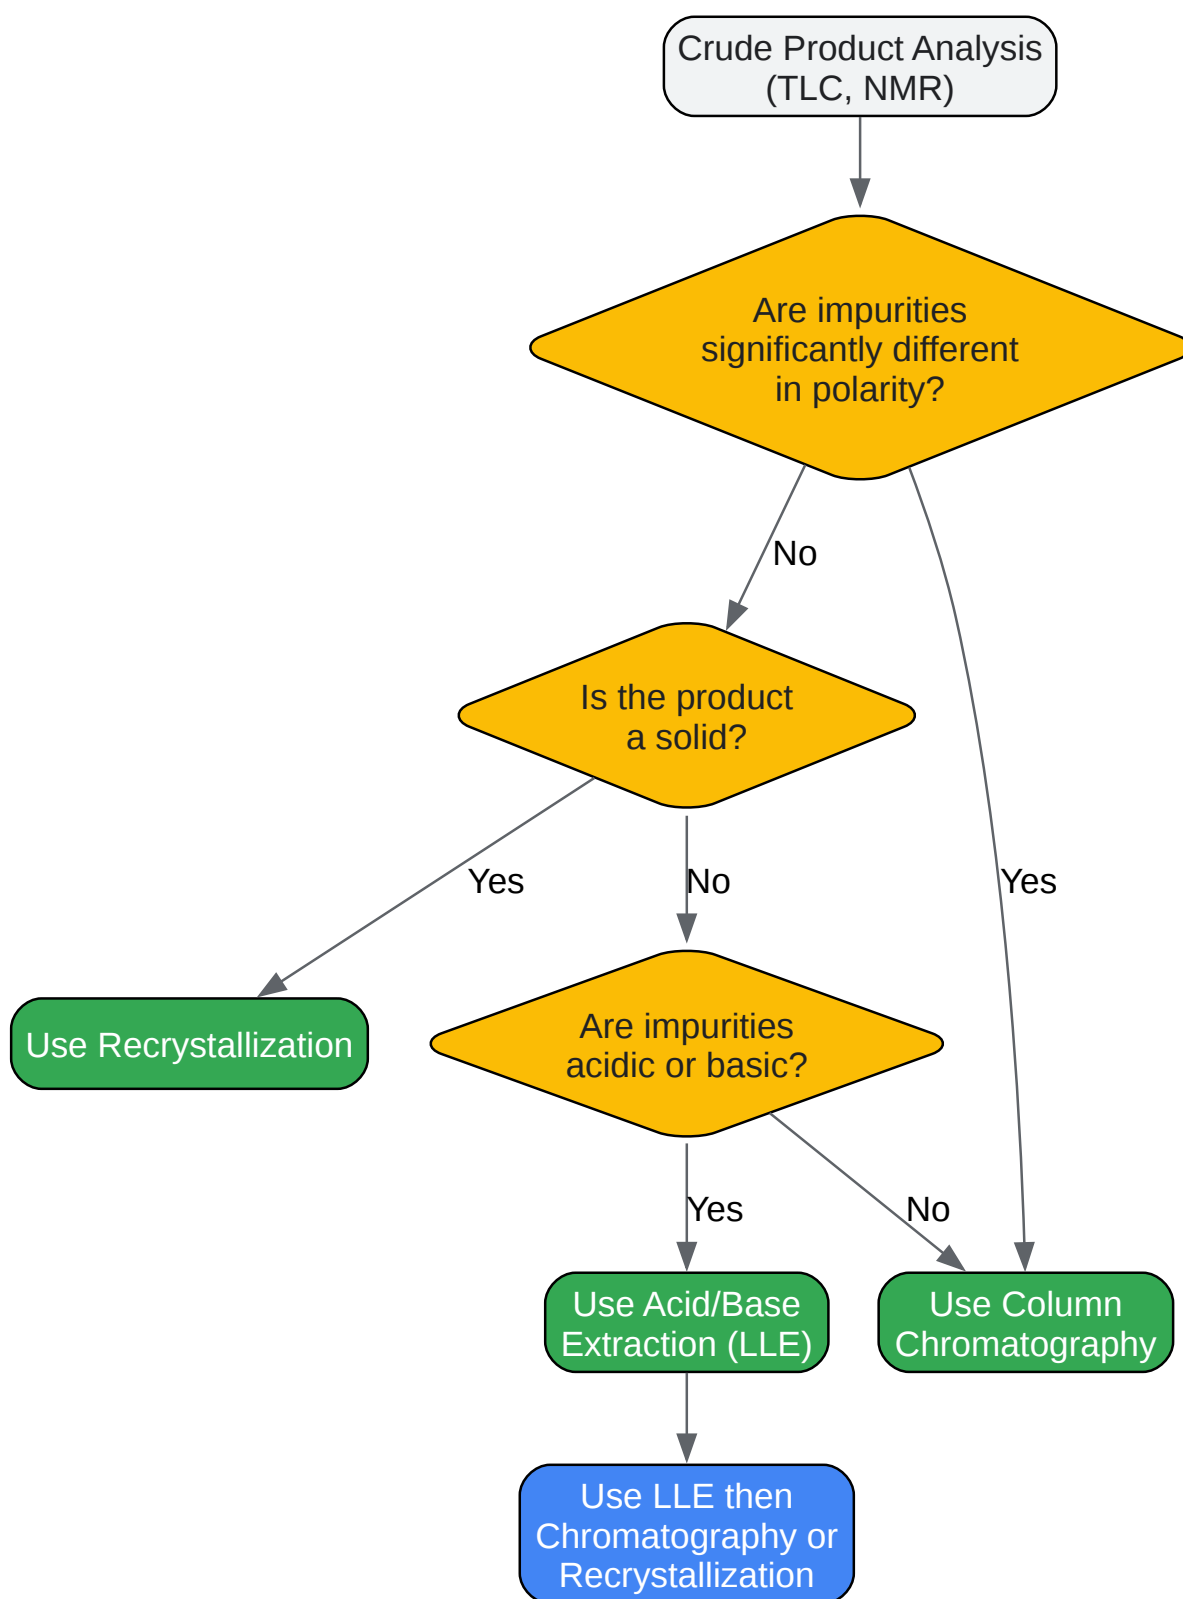 Crude Product Analysis
(TLC, NMR)
Are impurities
significantly different
in polarity?
No
Is the product
a solid?
Yes
No
Yes
Are impurities
acidic or basic?
Use Recrystallization
Yes
No
Use Acid/Base
Extraction (LLE)
Use Column
Chromatography
Use LLE then
Chromatography or
Recrystallization